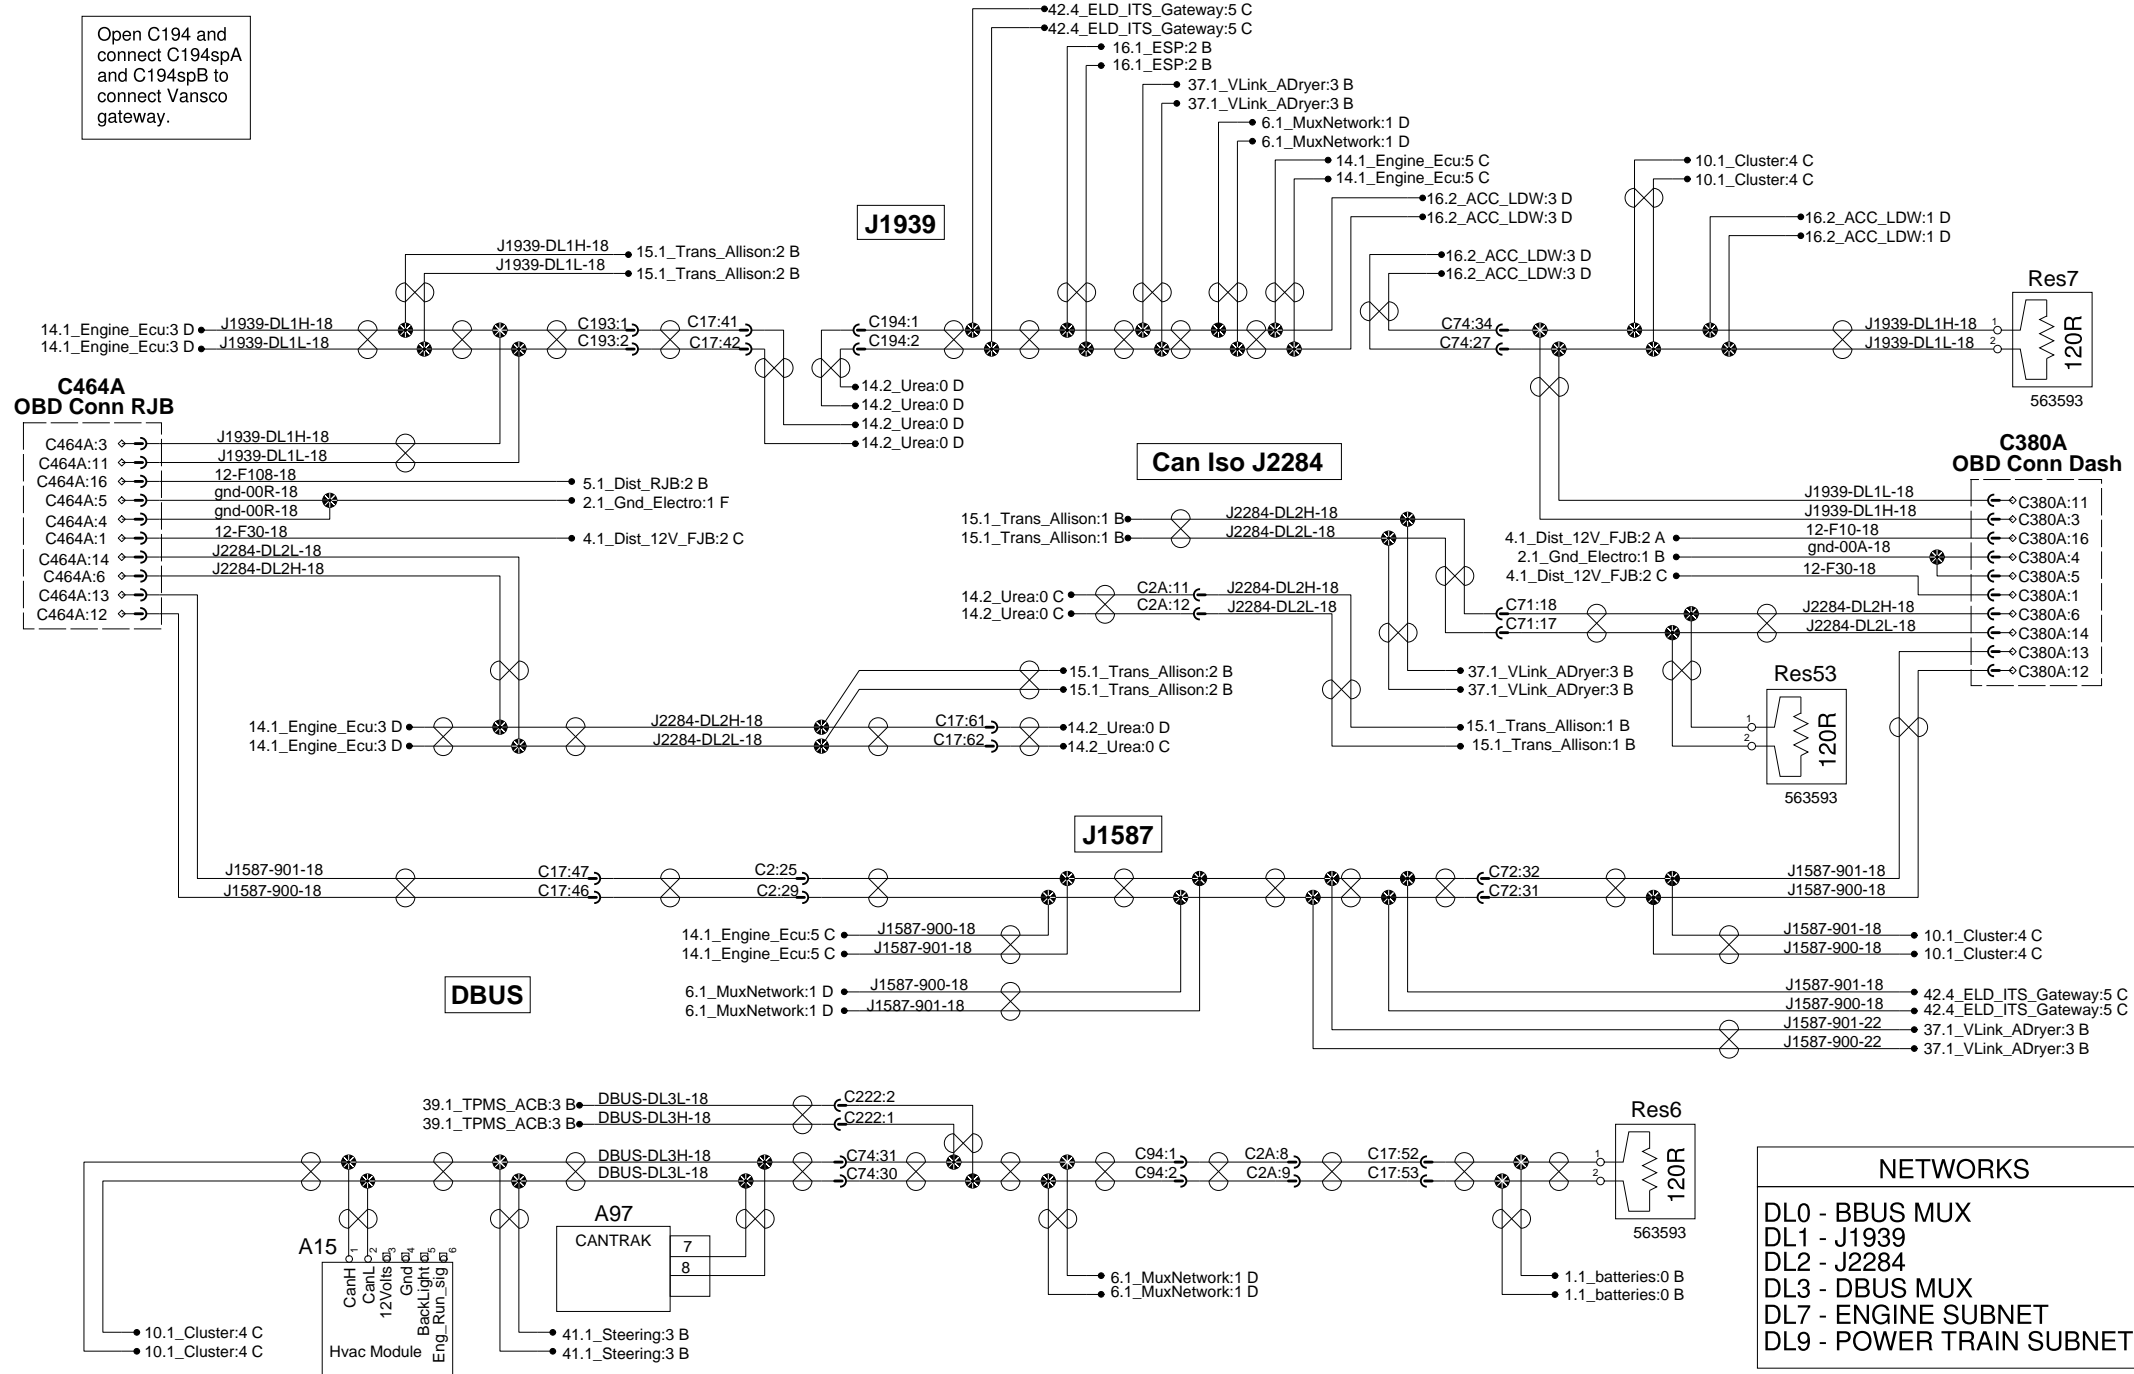 Open C194 and
connect C194spA
and C194spB to
connect Vansco
gateway.
42.4_ELD_ITS_Gateway:5 C
42.4_ELD_ITS_Gateway:5 C
16.1_ESP:2 B
16.1_ESP:2 B
37.1_VLink_ADryer:3 B
37.1_VLink_ADryer:3 B
6.1_MuxNetwork:1 D
6.1_MuxNetwork:1 D
14.1_Engine_Ecu:5 C
14.1_Engine_Ecu:5 C
16.2_ACC_LDW:3 D
16.2_ACC_LDW:3 D
16.2_ACC_LDW:3 D
16.2_ACC_LDW:3 D
10.1_Cluster:4 C
10.1_Cluster:4 C
16.2_ACC_LDW:1 D
16.2_ACC_LDW:1 D
J1939
J1939-DL1H-18
15.1_Trans_Allison:2 B
J1939-DL1L-18
15.1_Trans_Allison:2 B
14.1_Engine_Ecu:3 D
J1939-DL1H-18
C193:1
C17:41
14.1_Engine_Ecu:3 D
J1939-DL1L-18
C193:2
C17:42
C194:1
C194:2
C74:34
C74:27
J1939-DL1H-18
1
J1939-DL1L-18
2
Res7
120R
563593
14.2_Urea:0 D
14.2_Urea:0 D
14.2_Urea:0 D
14.2_Urea:0 D
C464A
OBD Conn RJB
C464A:3
J1939-DL1H-18
C464A:11
J1939-DL1L-18
C464A:16
12-F108-18
5.1_Dist_RJB:2 B
C464A:5
gnd-00R-18
2.1_Gnd_Electro:1 F
C464A:4
gnd-00R-18
C464A:1
12-F30-18
4.1_Dist_12V_FJB:2 C
C464A:14
J2284-DL2L-18
C464A:6
J2284-DL2H-18
C464A:13
C464A:12
Can Iso J2284
15.1_Trans_Allison:1 B
J2284-DL2H-18
15.1_Trans_Allison:1 B
J2284-DL2L-18
14.2_Urea:0 C
C2A:11
J2284-DL2H-18
14.2_Urea:0 C
C2A:12
J2284-DL2L-18
C71:18
C71:17
C380A
OBD Conn Dash
J1939-DL1L-18
C380A:11
J1939-DL1H-18
C380A:3
4.1_Dist_12V_FJB:2 A
12-F10-18
C380A:16
2.1_Gnd_Electro:1 B
gnd-00A-18
C380A:4
4.1_Dist_12V_FJB:2 C
12-F30-18
C380A:5
C380A:1
J2284-DL2H-18
C380A:6
J2284-DL2L-18
C380A:14
C380A:13
C380A:12
15.1_Trans_Allison:2 B
15.1_Trans_Allison:2 B
37.1_VLink_ADryer:3 B
37.1_VLink_ADryer:3 B
14.1_Engine_Ecu:3 D
J2284-DL2H-18
C17:61
14.2_Urea:0 D
14.1_Engine_Ecu:3 D
J2284-DL2L-18
C17:62
14.2_Urea:0 C
15.1_Trans_Allison:1 B
15.1_Trans_Allison:1 B
Res53
1
2
120R
563593
J1587
J1587-901-18
C17:47
C2:25
C72:32
J1587-901-18
J1587-900-18
C17:46
C2:29
C72:31
J1587-900-18
14.1_Engine_Ecu:5 C
J1587-900-18
14.1_Engine_Ecu:5 C
J1587-901-18
6.1_MuxNetwork:1 D
J1587-900-18
6.1_MuxNetwork:1 D
J1587-901-18
J1587-901-18
10.1_Cluster:4 C
J1587-900-18
10.1_Cluster:4 C
J1587-901-18
42.4_ELD_ITS_Gateway:5 C
J1587-900-18
42.4_ELD_ITS_Gateway:5 C
J1587-901-22
37.1_VLink_ADryer:3 B
J1587-900-22
37.1_VLink_ADryer:3 B
DBUS
39.1_TPMS_ACB:3 B
DBUS-DL3L-18
C222:2
39.1_TPMS_ACB:3 B
DBUS-DL3H-18
C222:1
DBUS-DL3H-18
C74:31
C94:1
C2A:8
C17:52
DBUS-DL3L-18
C74:30
C94:2
C2A:9
C17:53
Res6
1
2
120R
563593
A15
1
2
3
4
5
6
CanH
CanL
12Volts
Gnd
BackLight
Eng_Run_sig
Hvac Module
A97
CANTRAK
7
8
10.1_Cluster:4 C
10.1_Cluster:4 C
41.1_Steering:3 B
41.1_Steering:3 B
6.1_MuxNetwork:1 D
6.1_MuxNetwork:1 D
1.1_batteries:0 B
1.1_batteries:0 B
NETWORKS
DL0 - BBUS MUX
DL1 - J1939
DL2 - J2284
DL3 - DBUS MUX
DL7 - ENGINE SUBNET
DL9 - POWER TRAIN SUBNET